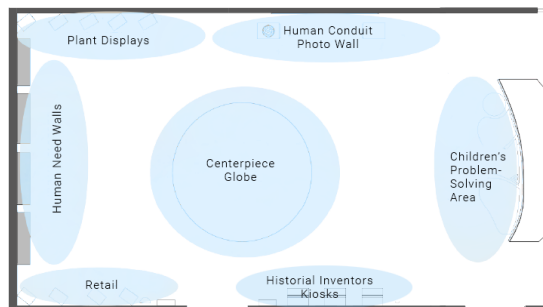 Plant Displays
Human Conduit
Photo Wall
Human Need Walls
Centerpiece
Globe
Children's
Problem-
Solving
Area
Retail
Historial Inventors
Kiosks